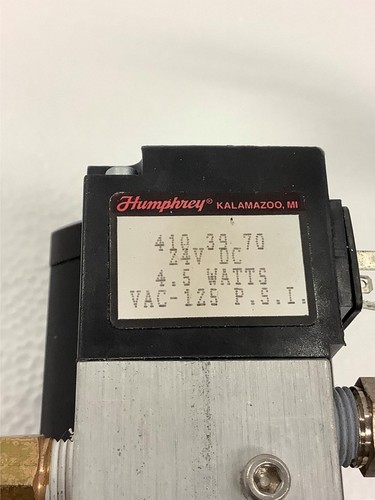 Humphrey® KALAMAZOO, MI
410 39 70
24V DC
4.5 WATTS
VAC-125 P.S.I.